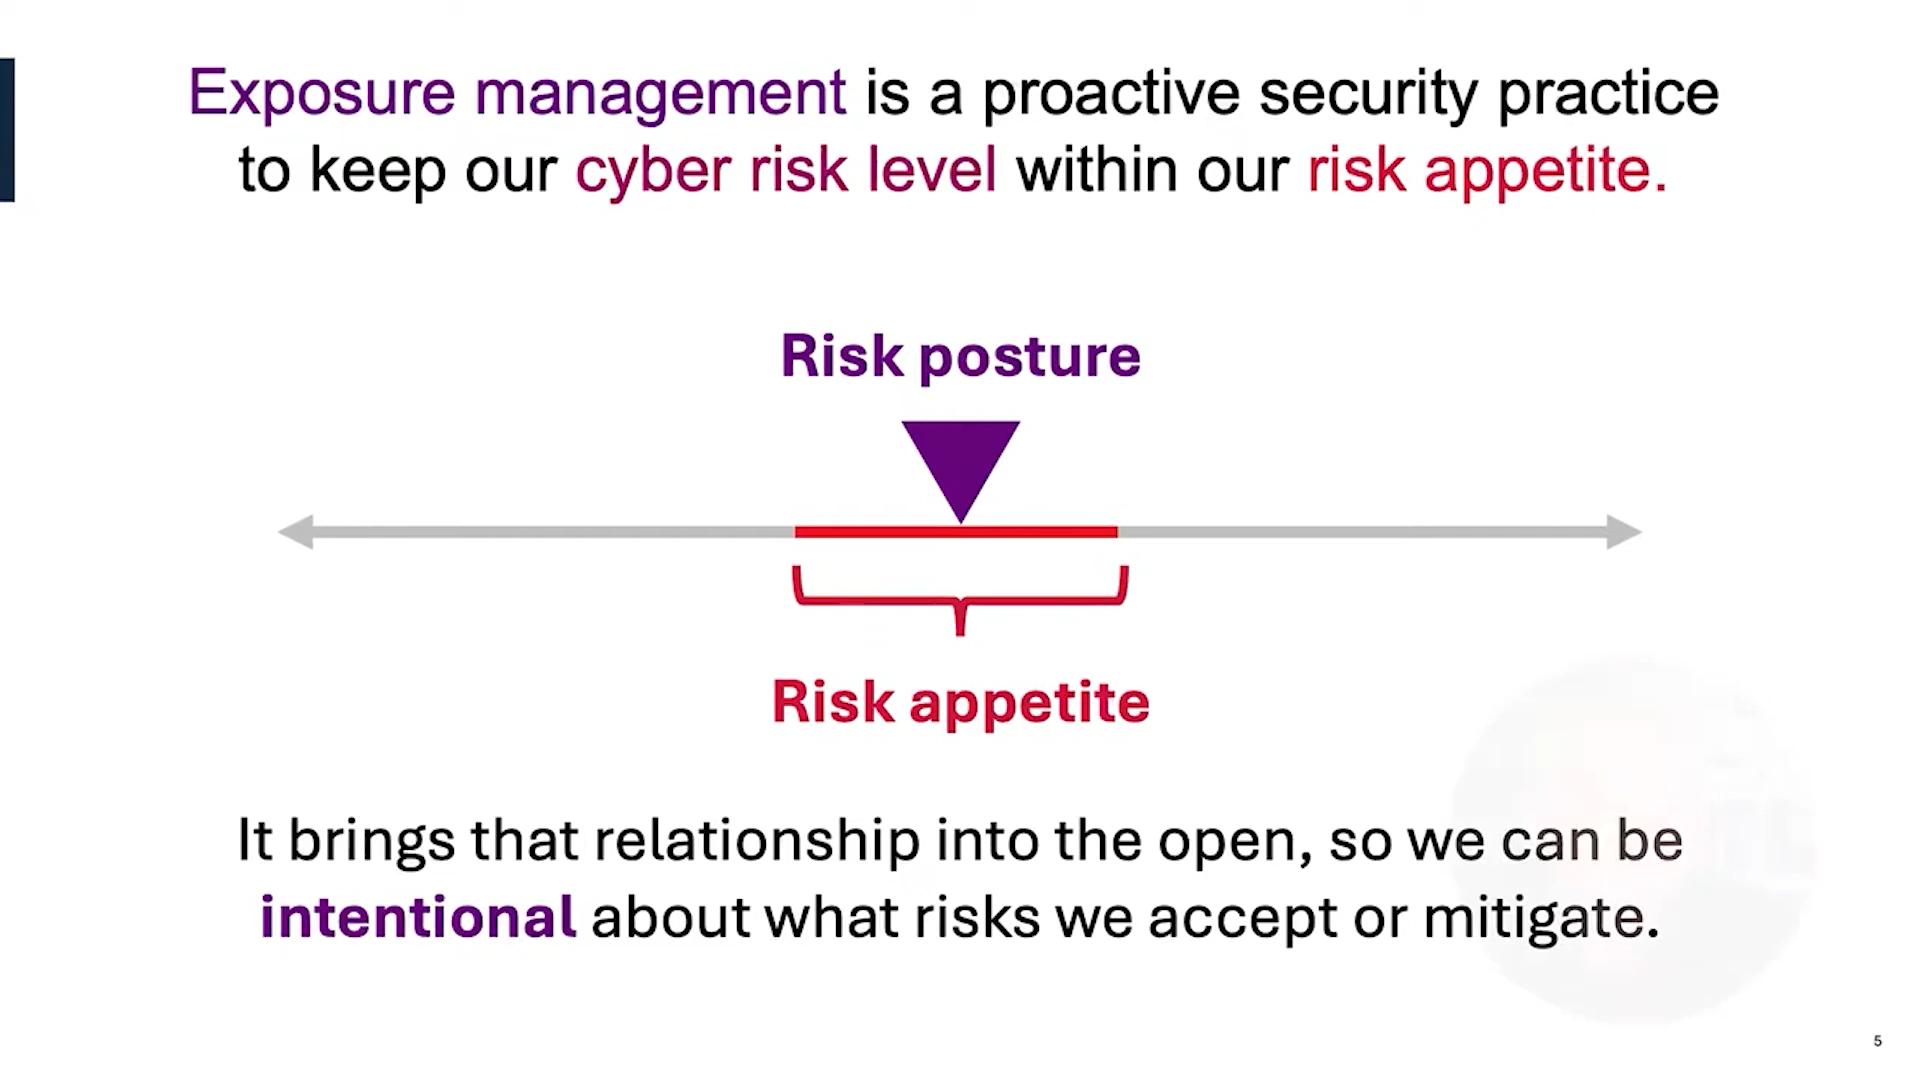 Exposure management is a proactive security practice
to keep our cyber risk level within our risk appetite.
Risk posture
Risk appetite
It brings that relationship into the open, so we can be
intentional about what risks we accept or mitigate.
5